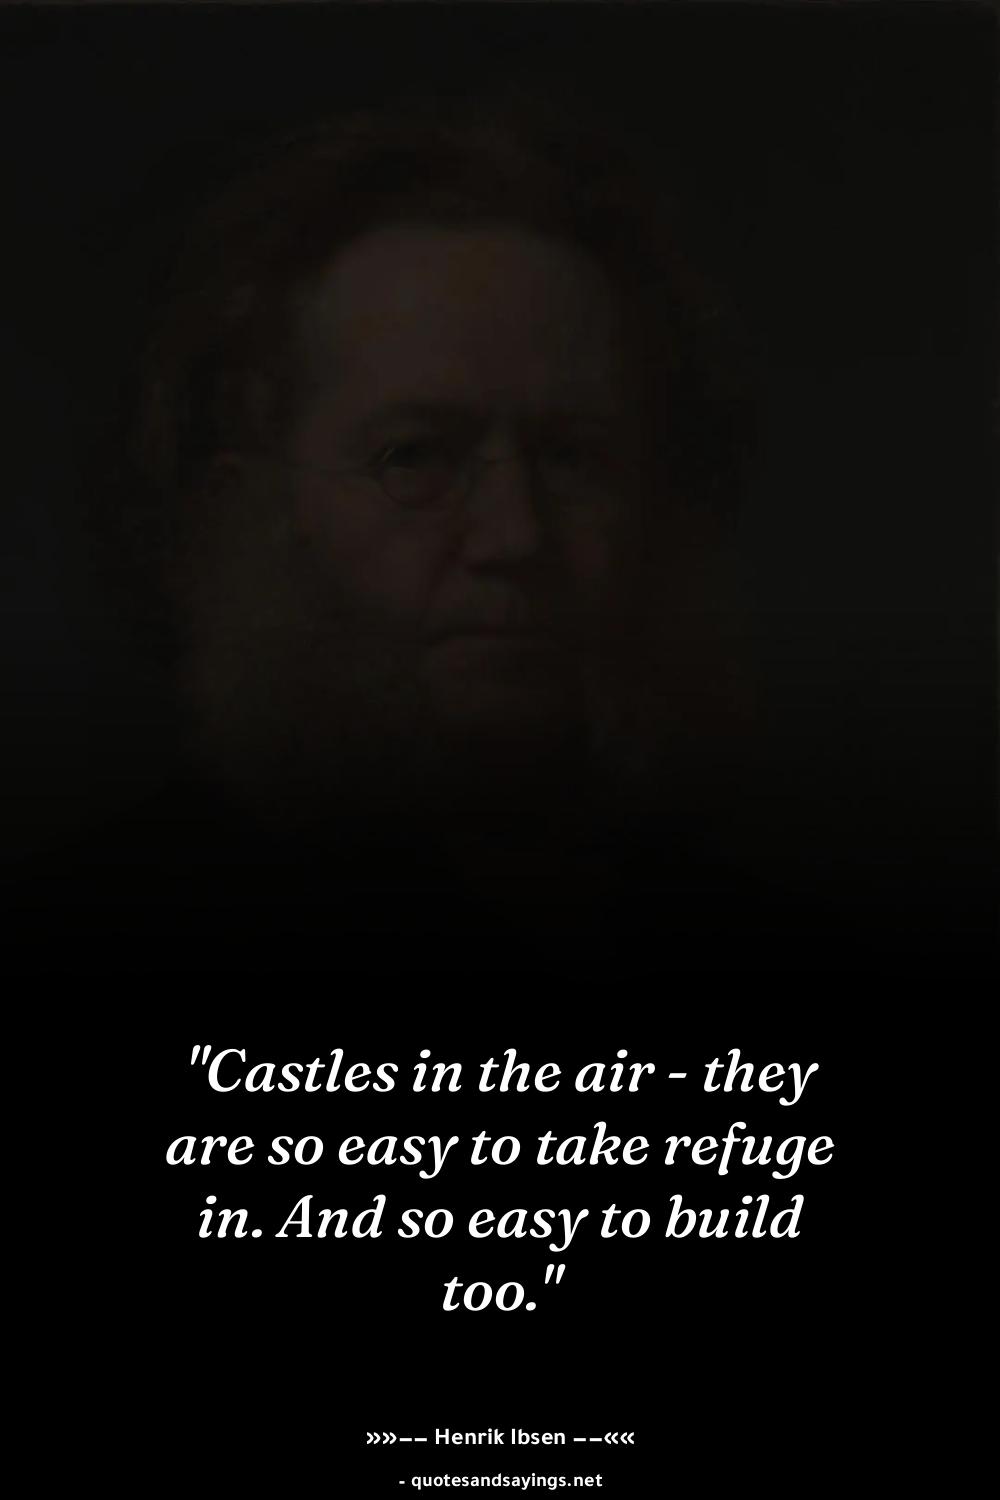 "Castles in the air - they
are so easy to take refuge
in. And so easy to build
too."
»»–– Henrik Ibsen ––««
- quotesandsayings.net